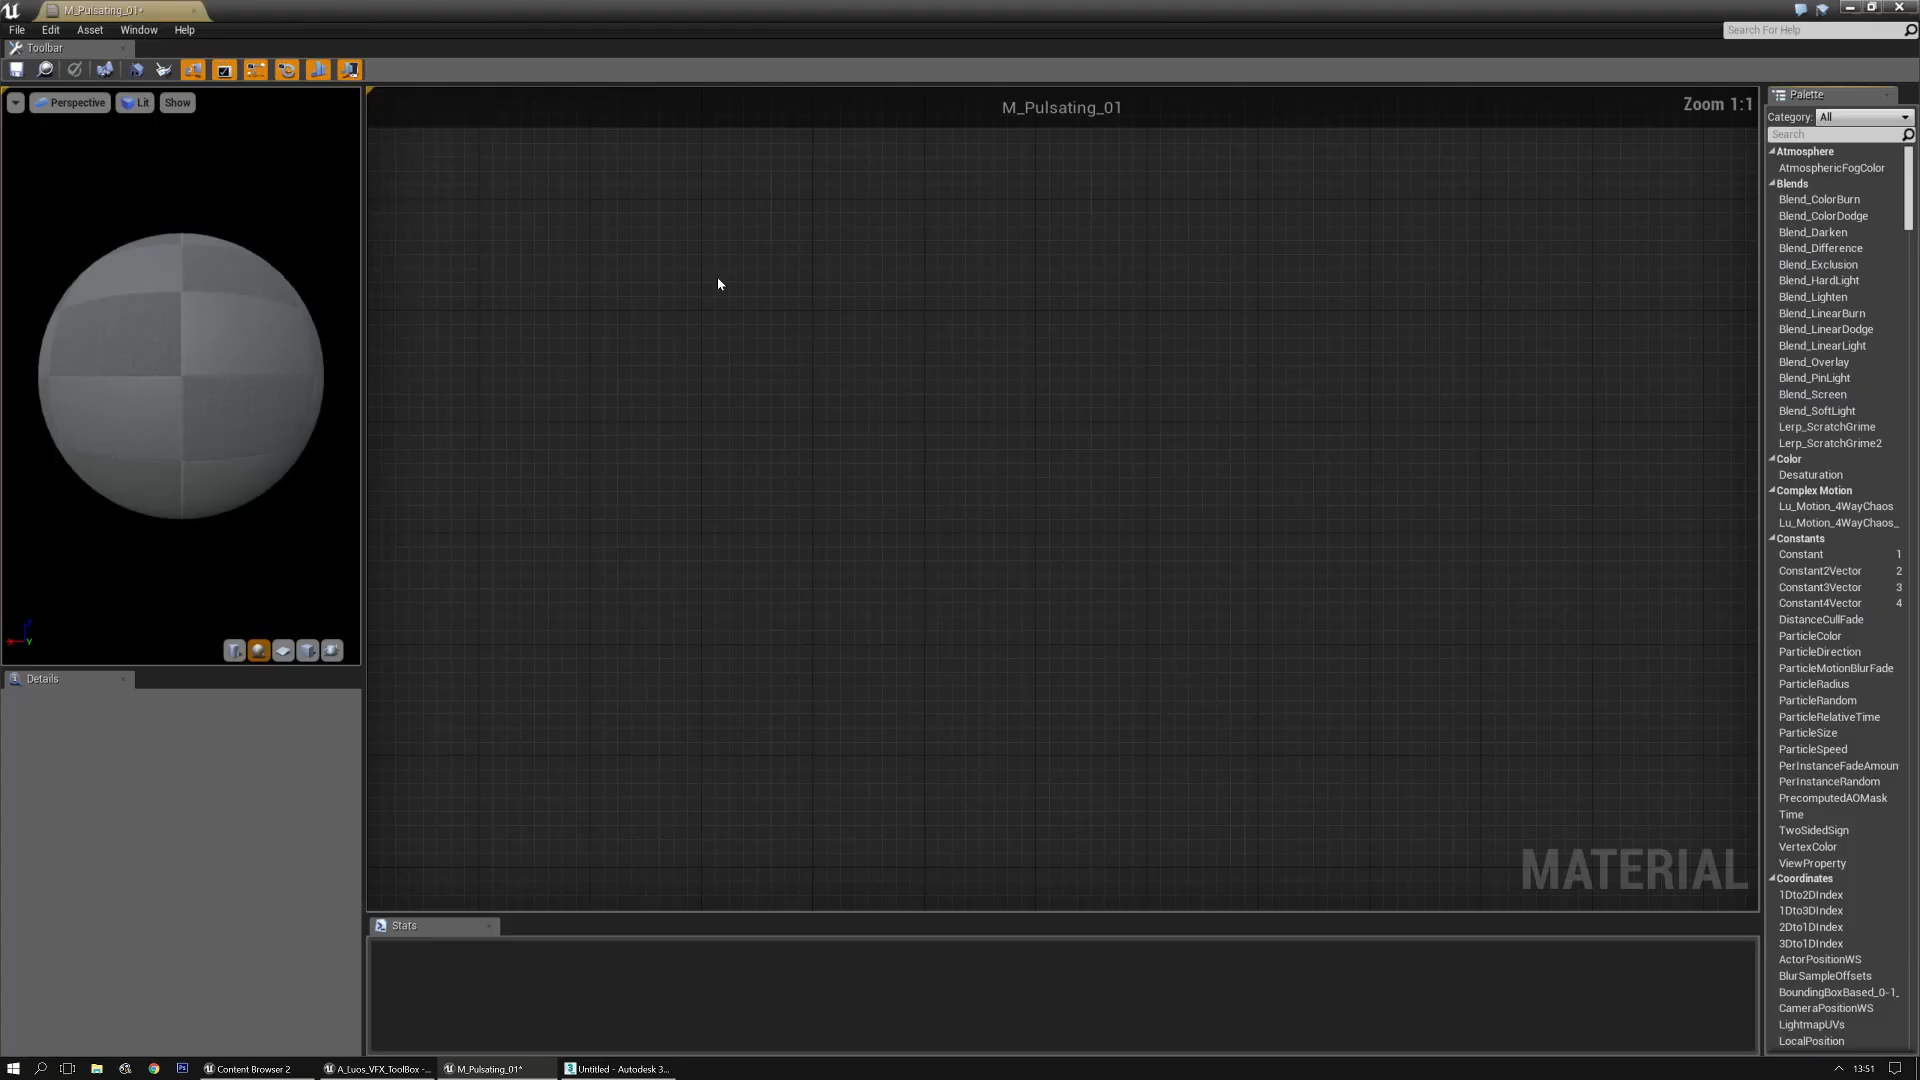 M_Pulsating_01*
File Edit Asset Window Help
Search For Help
Toolbar
Perspective Lit Show
M_Pulsating_01
Zoom 1:1
Palette
Category: All
Search
Atmosphere
AtmosphericFogColor
Blends
Blend_ColorBurn
Blend_ColorDodge
Blend_Darken
Blend_Difference
Blend_Exclusion
Blend_HardLight
Blend_Lighten
Blend_LinearBurn
Blend_LinearDodge
Blend_LinearLight
Blend_Overlay
Blend_PinLight
Blend_Screen
Blend_SoftLight
Lerp_ScratchGrime
Lerp_ScratchGrime2
Color
Desaturation
Complex Motion
Lu_Motion_4WayChaos
Lu_Motion_4WayChaos_
Constants
Constant 1
Constant2Vector 2
Constant3Vector 3
Constant4Vector 4
DistanceCullFade
ParticleColor
ParticleDirection
ParticleMotionBlurFade
ParticleRadius
ParticleRandom
ParticleRelativeTime
ParticleSize
ParticleSpeed
PerInstanceFadeAmoun
PerInstanceRandom
PrecomputedAOMask
Time
TwoSidedSign
VertexColor
ViewProperty
Coordinates
1Dto2DIndex
1Dto3DIndex
2Dto1DIndex
3Dto1DIndex
ActorPositionWS
BlurSampleOffsets
BoundingBoxBased_0-1_
CameraPositionWS
LightmapUVs
LocalPosition
Y
Details
MATERIAL
Stats
Content Browser 2
A_Luos_VFX_ToolBox -...
M_Pulsating_01*
Untitled - Autodesk 3...
13:51